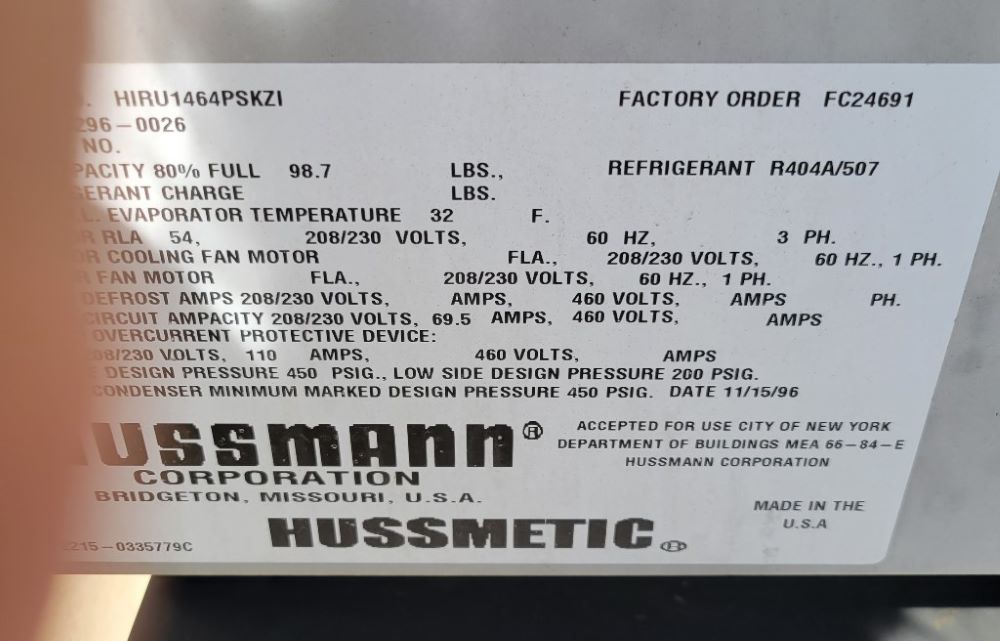 HIRU1464PSKZI FACTORY ORDER FC24691
296-0026
NO.
PACITY 80% FULL 98.7 LBS., REFRIGERANT R404A/507
GERANT CHARGE LBS.
L. EVAPORATOR TEMPERATURE 32 F.
R RLA 54, 208/230 VOLTS, 60 HZ, 3 PH.
OR COOLING FAN MOTOR FLA., 208/230 VOLTS, 60 HZ., 1 PH.
R FAN MOTOR FLA., 208/230 VOLTS, 60 HZ., 1 PH.
DEFROST AMPS 208/230 VOLTS, AMPS, 460 VOLTS, AMPS PH.
CIRCUIT AMPACITY 208/230 VOLTS, 69.5 AMPS, 460 VOLTS, AMPS
OVERCURRENT PROTECTIVE DEVICE:
208/230 VOLTS, 110 AMPS, 460 VOLTS, AMPS
DESIGN PRESSURE 450 PSIG., LOW SIDE DESIGN PRESSURE 200 PSIG.
CONDENSER MINIMUM MARKED DESIGN PRESSURE 450 PSIG. DATE 11/15/96
HUSSMANN®
CORPORATION
BRIDGETON, MISSOURI, U.S.A.
ACCEPTED FOR USE CITY OF NEW YORK
DEPARTMENT OF BUILDINGS MEA 66-84-E
HUSSMANN CORPORATION
HUSSMETIC®
MADE IN THE
U.S.A
215-0335779C